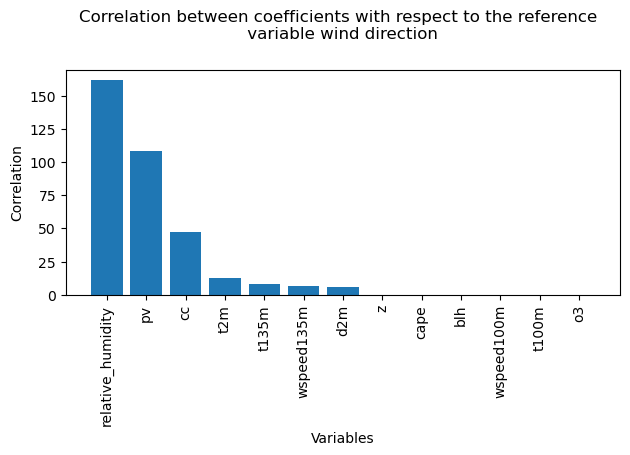 Correlation between coefficients with respect to the reference
variable wind direction
150
125
100
75
50
25
0
Correlation
relative_humidity
pv
cc
t2m
t135m
wspeed135m
d2m
z
cape
blh
wspeed100m
t100m
o3
Variables